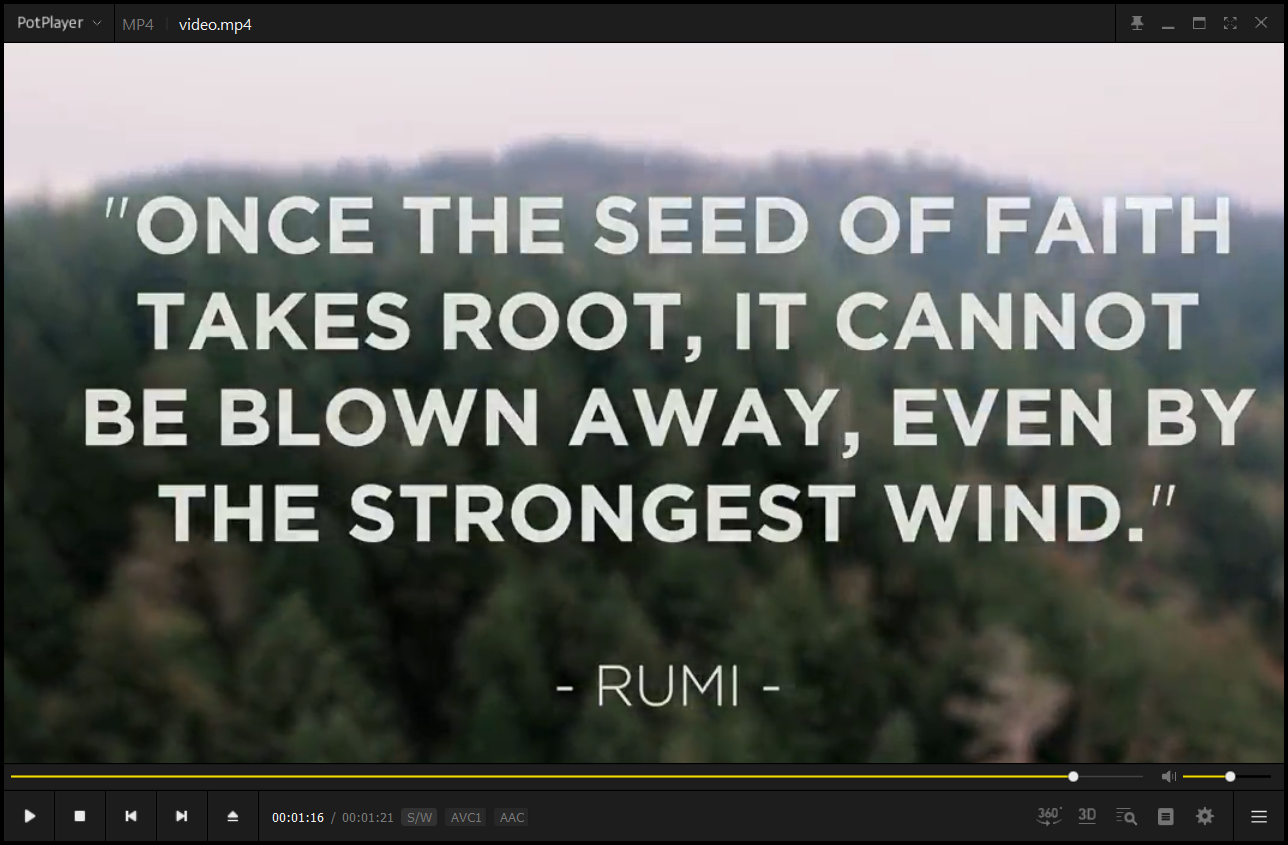 PotPlayer MP4 video.mp4
"ONCE THE SEED OF FAITH
TAKES ROOT, IT CANNOT
BE BLOWN AWAY, EVEN BY
THE STRONGEST WIND."
- RUMI -
00:01:16 / 00:01:21 S/W AVC1 AAC 360° 3D